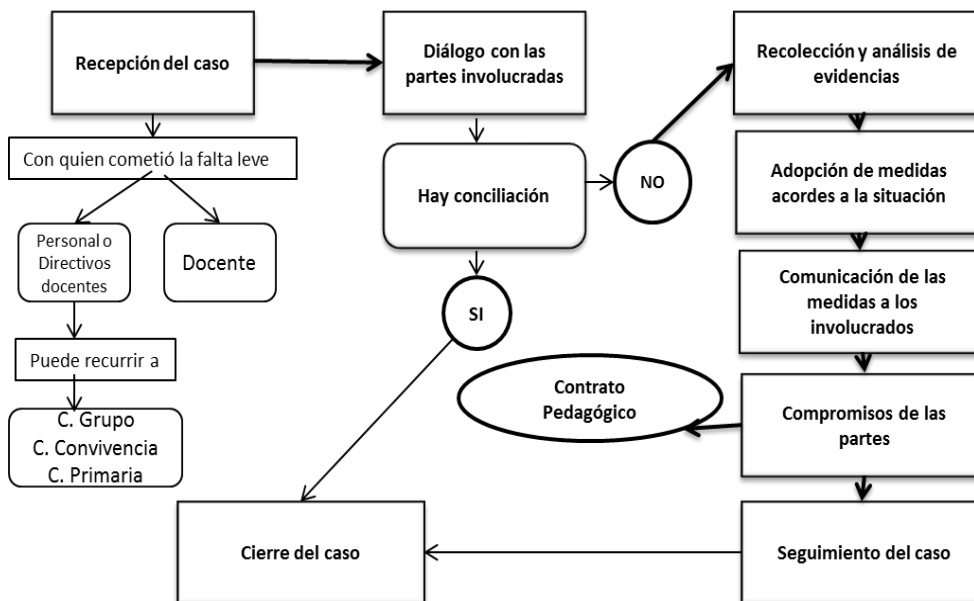 Recepción del caso
Diálogo con las
partes involucradas
Recolección y análisis de
evidencias
Con quien cometió la falta leve
Hay conciliación
NO
Adopción de medidas
acordes a la situación
Personal o
Directivos
docentes
Docente
Comunicación de las
medidas a los
involucrados
SI
Puede recurrir a
Contrato
Pedagógico
Compromisos de las
partes
C. Grupo
C. Convivencia
C. Primaria
Cierre del caso
Seguimiento del caso